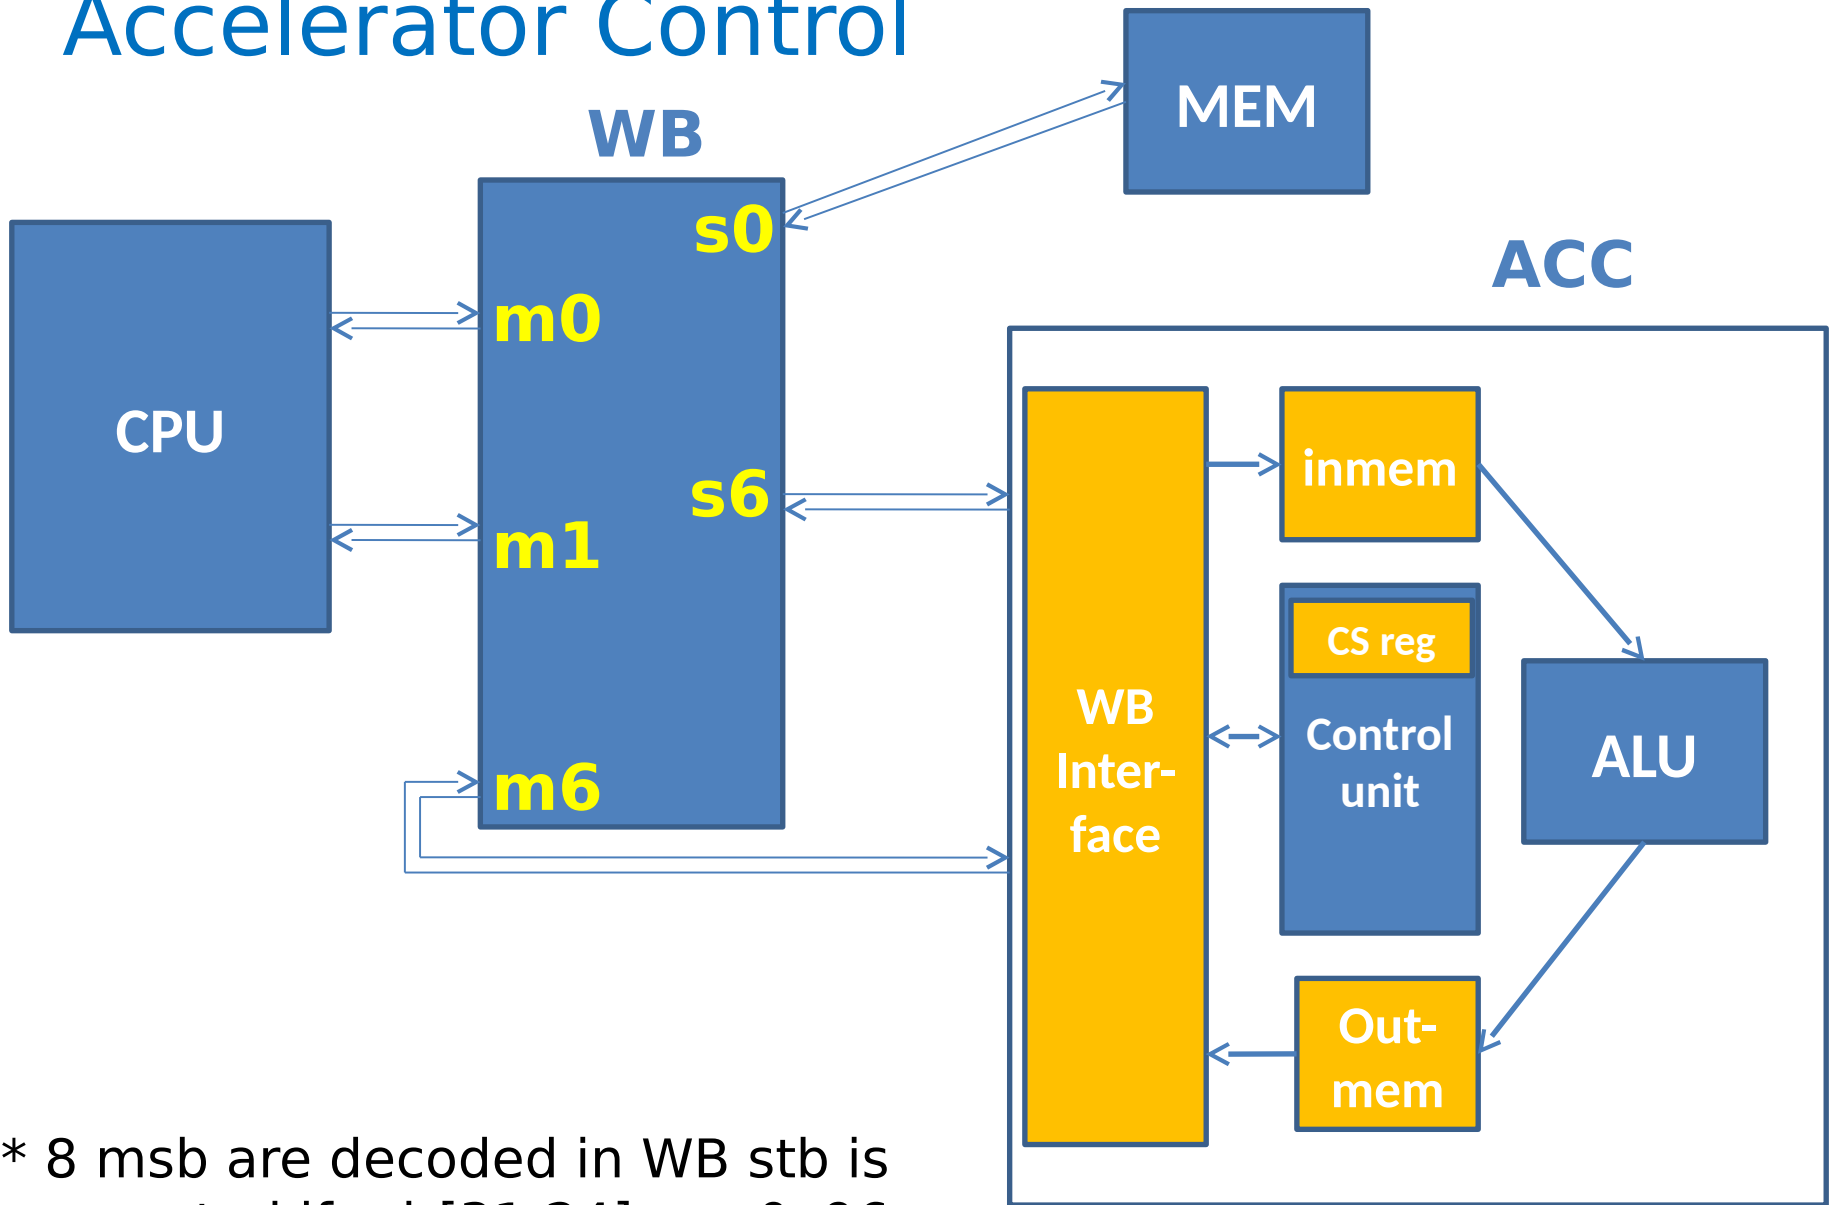 Accelerator Control
MEM
WB
s0
ACC
m0
CPU
inmem
s6
m1
CS reg
WB
Inter-
face
Control
unit
ALU
m6
Out-
mem
* 8 msb are decoded in WB stb is